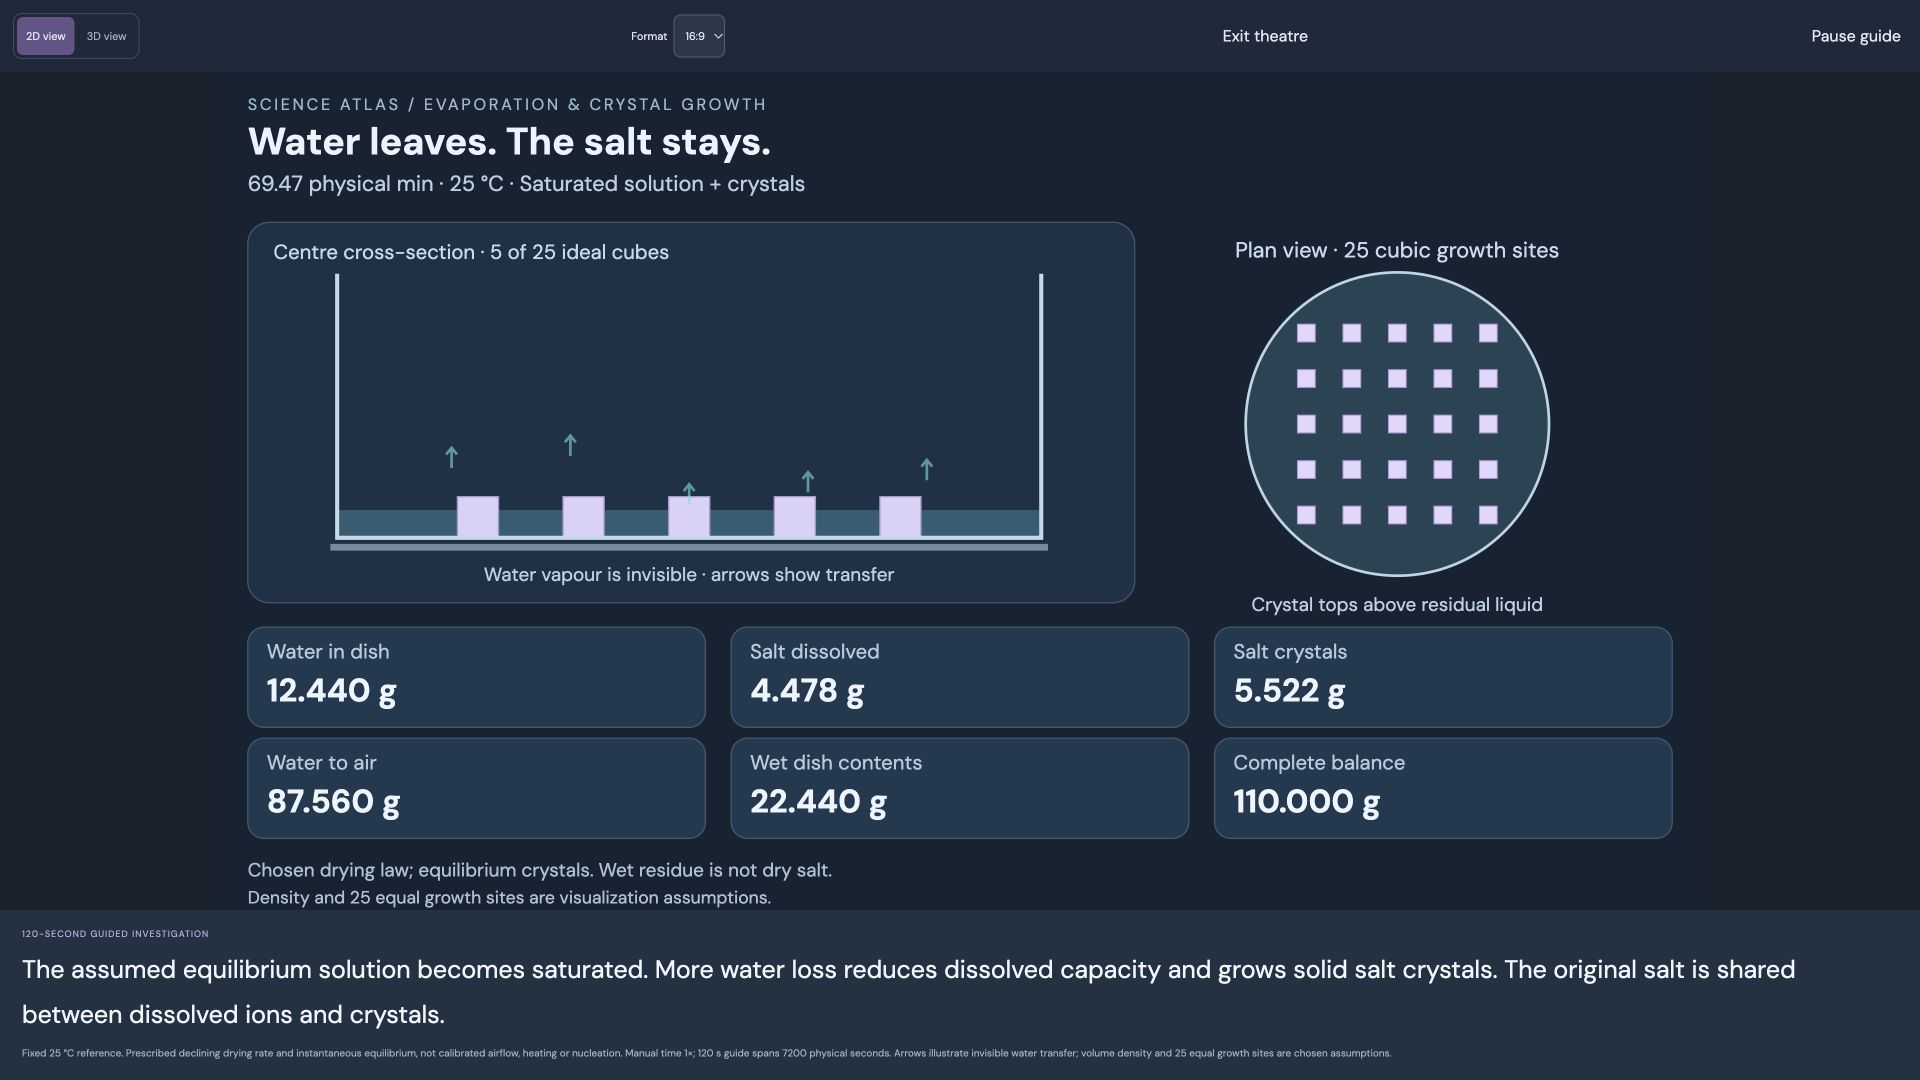 2D view
3D view
Format
16:9
Exit theatre
Pause guide
SCIENCE ATLAS / EVAPORATION & CRYSTAL GROWTH
Water leaves. The salt stays.
69.47 physical min · 25 °C · Saturated solution + crystals
Centre cross-section · 5 of 25 ideal cubes
Water vapour is invisible · arrows show transfer
Plan view · 25 cubic growth sites
Crystal tops above residual liquid
Water in dish
12.440 g
Salt dissolved
4.478 g
Salt crystals
5.522 g
Water to air
87.560 g
Wet dish contents
22.440 g
Complete balance
110.000 g
Chosen drying law; equilibrium crystals. Wet residue is not dry salt.
Density and 25 equal growth sites are visualization assumptions.
120-SECOND GUIDED INVESTIGATION
The assumed equilibrium solution becomes saturated. More water loss reduces dissolved capacity and grows solid salt crystals. The original salt is shared
between dissolved ions and crystals.
Fixed 25 °C reference. Prescribed declining drying rate and instantaneous equilibrium, not calibrated airflow, heating or nucleation. Manual time 1×; 120 s guide spans 7200 physical seconds. Arrows illustrate invisible water transfer; volume density and 25 equal growth sites are chosen assumptions.